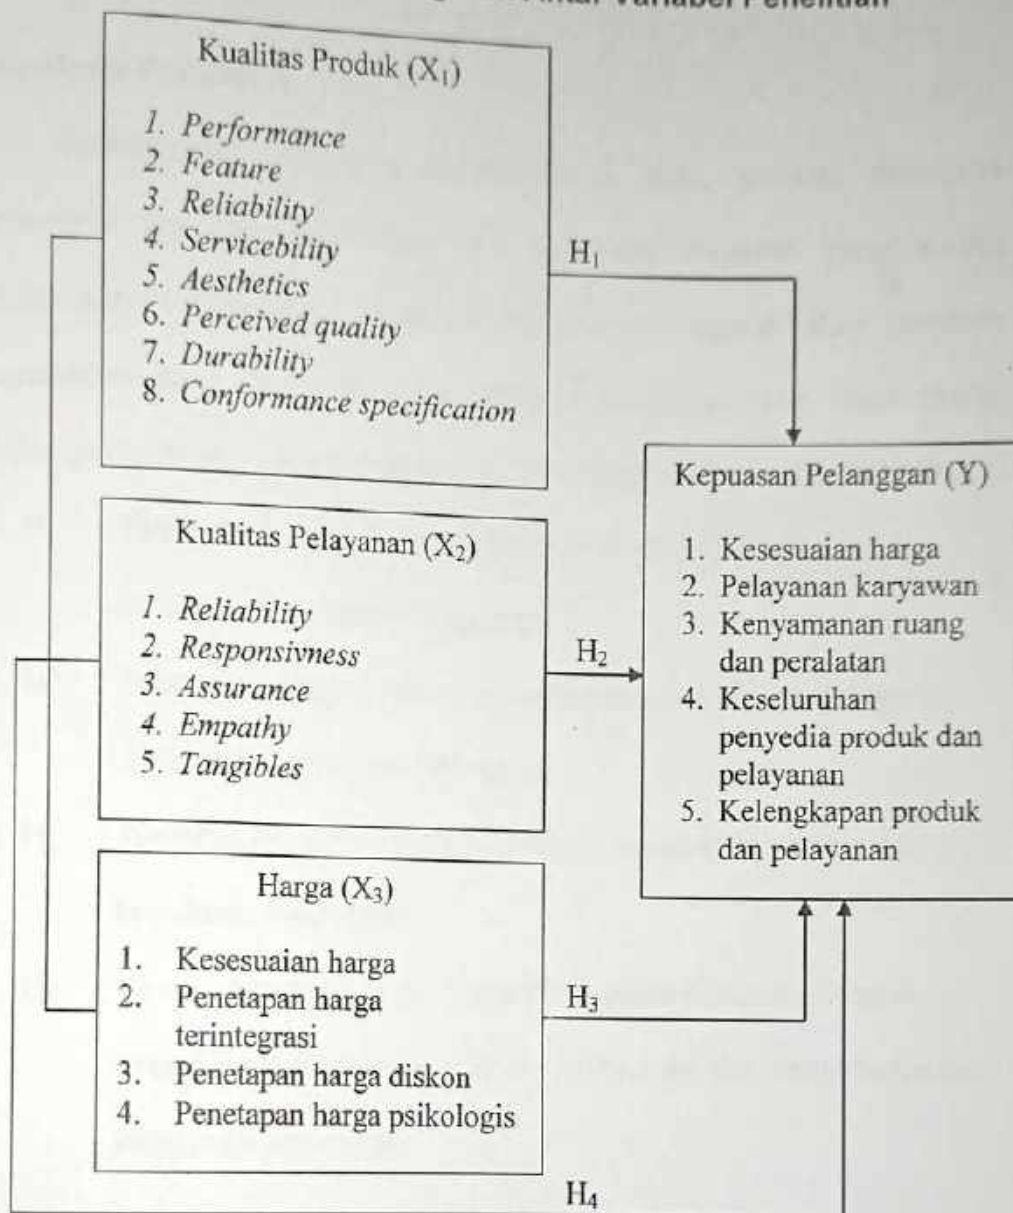 Antar Variabel Penelitian
Kualitas Produk (X₁)
1. Performance
2. Feature
3. Reliability
4. Servicebility
5. Aesthetics
6. Perceived quality
7. Durability
8. Conformance specification
H₁
Kualitas Pelayanan (X₂)
1. Reliability
2. Responsivness
3. Assurance
4. Empathy
5. Tangibles
H₂
Harga (X₃)
1. Kesesuaian harga
2. Penetapan harga
terintegrasi
3. Penetapan harga diskon
4. Penetapan harga psikologis
H₃
H₄
Kepuasan Pelanggan (Y)
1. Kesesuaian harga
2. Pelayanan karyawan
3. Kenyamanan ruang
dan peralatan
4. Keseluruhan
penyedia produk dan
pelayanan
5. Kelengkapan produk
dan pelayanan